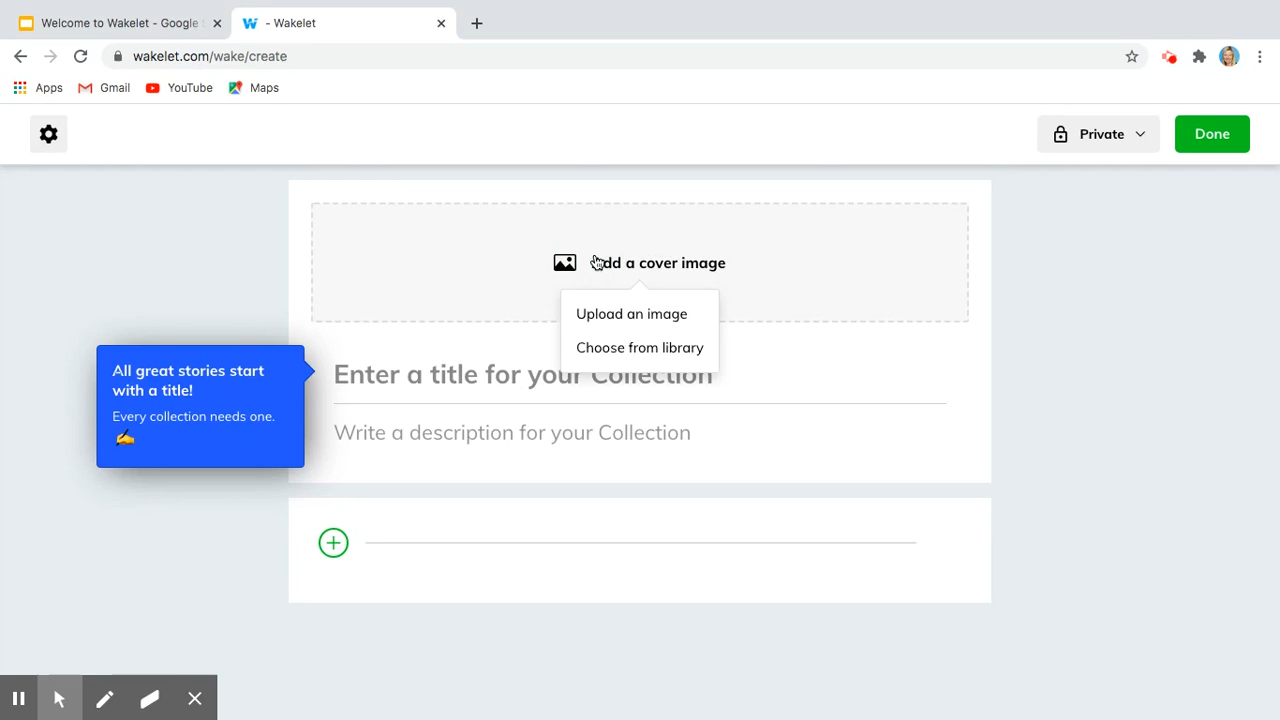 Welcome to Wakelet - Google
- Wakelet
wakelet.com/wake/create
Apps
Gmail
YouTube
Maps
Private
Done
dd a cover image
Upload an image
Choose from library
Enter a title for your Collection
Write a description for your Collection
All great stories start
with a title!
Every collection needs one.